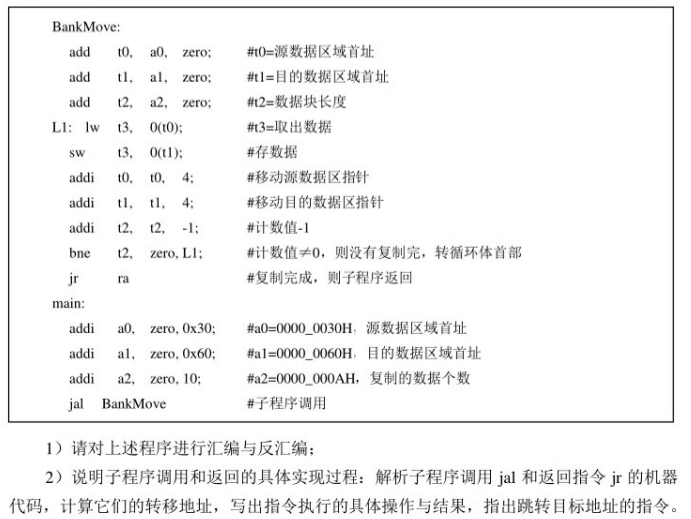 BankMove:
add t0, a0, zero; #t0=源数据区域首址
add t1, a1, zero; #t1=目的数据区域首址
add t2, a2, zero; #t2=数据块长度
L1: lw t3, 0(t0); #t3=取出数据
sw t3, 0(t1); #存数据
addi t0, t0, 4; #移动源数据区指针
addi t1, t1, 4; #移动目的数据区指针
addi t2, t2, -1; #计数值-1
bne t2, zero, L1; #计数值≠0，则没有复制完，转循环体首部
jr ra #复制完成，则子程序返回
main:
addi a0, zero, 0x30; #a0=0000_0030H，源数据区域首址
addi a1, zero, 0x60; #a1=0000_0060H，目的数据区域首址
addi a2, zero, 10; #a2=0000_000AH，复制的数据个数
jal BankMove #子程序调用
1）请对上述程序进行汇编与反汇编；
2）说明子程序调用和返回的具体实现过程：解析子程序调用 jal 和返回指令 jr 的机器
代码，计算它们的转移地址，写出指令执行的具体操作与结果，指出跳转目标地址的指令。